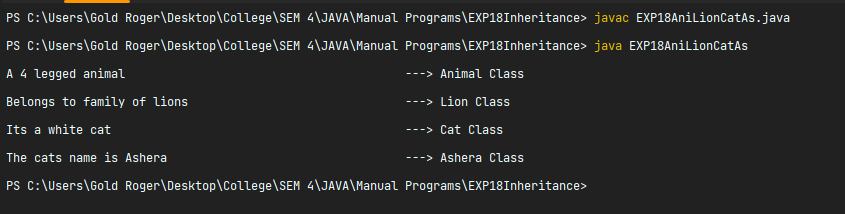 PS C:\Users\Gold Roger\Desktop\College\SEM 4\JAVA\Manual Programs\EXP18Inheritance> javac EXP18AniLionCatAs.java
PS C:\Users\Gold Roger\Desktop\College\SEM 4\JAVA\Manual Programs\EXP18Inheritance> java EXP18AniLionCatAs
A 4 legged animal ---> Animal Class
Belongs to family of lions ---> Lion Class
Its a white cat ---> Cat Class
The cats name is Ashera ---> Ashera Class
PS C:\Users\Gold Roger\Desktop\College\SEM 4\JAVA\Manual Programs\EXP18Inheritance>